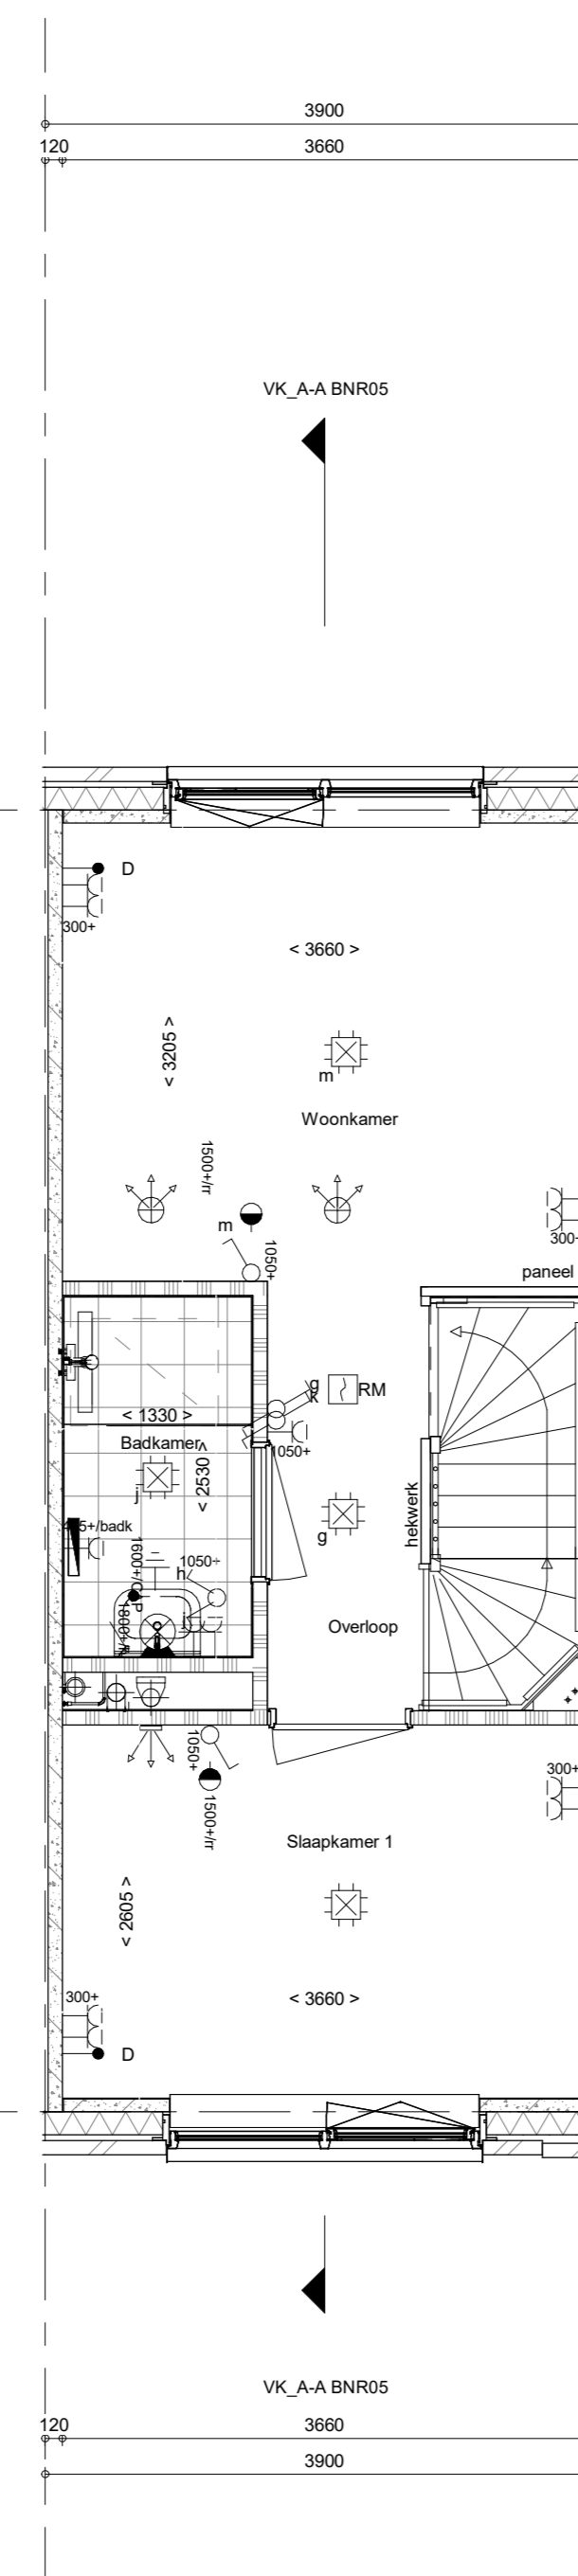 3900
120 3660
VK_A-A BNR05
D
300+
< 3660 >
< 3205 >
m
Woonkamer
1500+/rr
m
1050+
300+
paneel
g
k
RM
< 1330 >
1050+
Badkamer
< 2530 >
j
hekwerk
g
1600+/
1050+
h
1800+/
Overloop
1050+
1500+/rr
300+
Slaapkamer 1
< 2605 >
300+
< 3660 >
D
VK_A-A BNR05
120 3660
3900